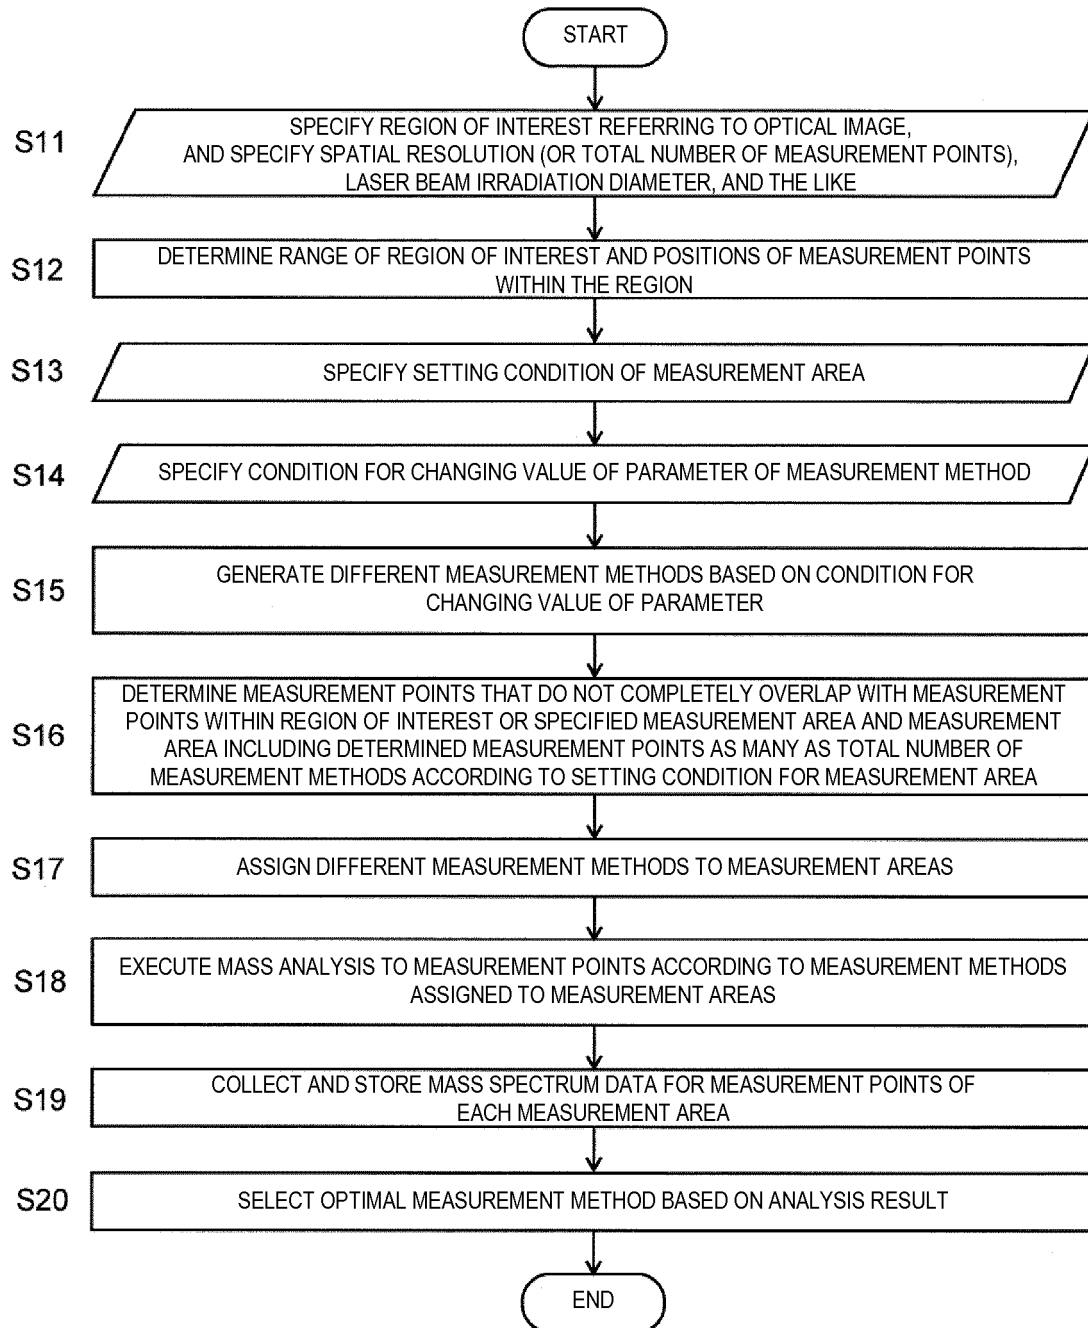 START
S11
SPECIFY REGION OF INTEREST REFERRING TO OPTICAL IMAGE,
AND SPECIFY SPATIAL RESOLUTION (OR TOTAL NUMBER OF MEASUREMENT POINTS),
LASER BEAM IRRADIATION DIAMETER, AND THE LIKE
S12
DETERMINE RANGE OF REGION OF INTEREST AND POSITIONS OF MEASUREMENT POINTS
WITHIN THE REGION
S13
SPECIFY SETTING CONDITION OF MEASUREMENT AREA
S14
SPECIFY CONDITION FOR CHANGING VALUE OF PARAMETER OF MEASUREMENT METHOD
S15
GENERATE DIFFERENT MEASUREMENT METHODS BASED ON CONDITION FOR
CHANGING VALUE OF PARAMETER
S16
DETERMINE MEASUREMENT POINTS THAT DO NOT COMPLETELY OVERLAP WITH MEASUREMENT
POINTS WITHIN REGION OF INTEREST OR SPECIFIED MEASUREMENT AREA AND MEASUREMENT
AREA INCLUDING DETERMINED MEASUREMENT POINTS AS MANY AS TOTAL NUMBER OF
MEASUREMENT METHODS ACCORDING TO SETTING CONDITION FOR MEASUREMENT AREA
S17
ASSIGN DIFFERENT MEASUREMENT METHODS TO MEASUREMENT AREAS
S18
EXECUTE MASS ANALYSIS TO MEASUREMENT POINTS ACCORDING TO MEASUREMENT METHODS
ASSIGNED TO MEASUREMENT AREAS
S19
COLLECT AND STORE MASS SPECTRUM DATA FOR MEASUREMENT POINTS OF
EACH MEASUREMENT AREA
S20
SELECT OPTIMAL MEASUREMENT METHOD BASED ON ANALYSIS RESULT
END